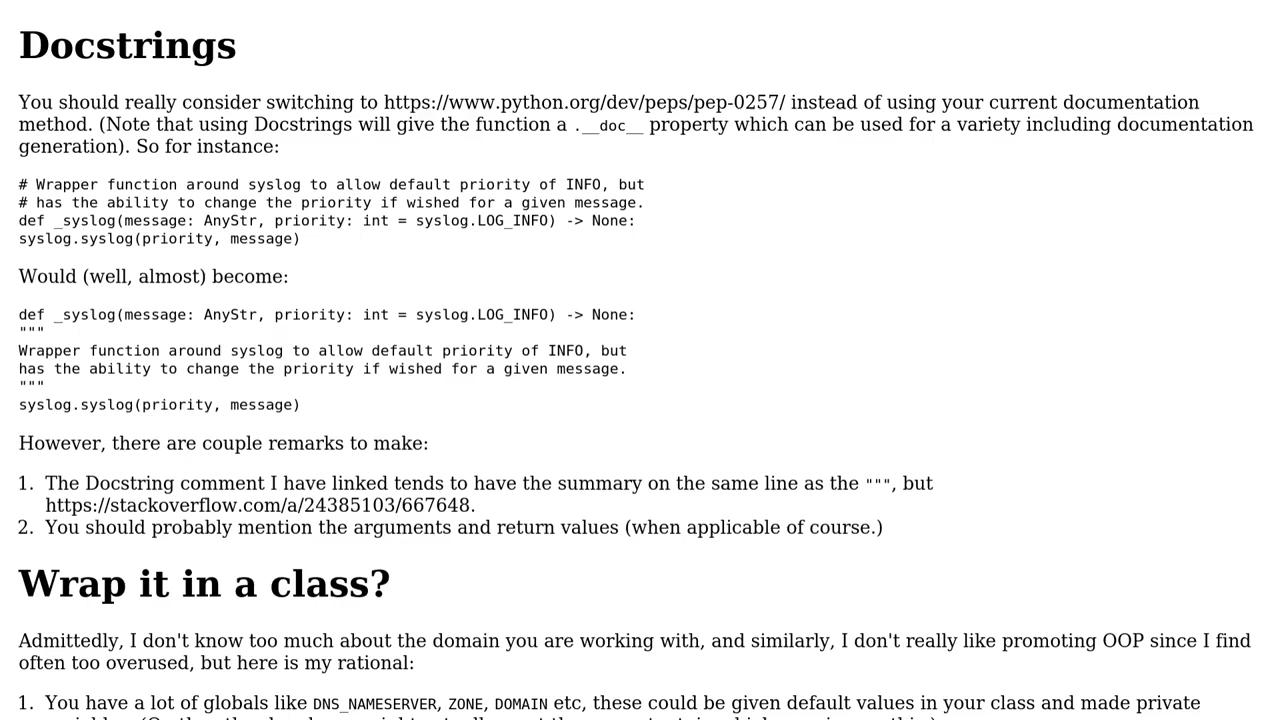 Docstrings
You should really consider switching to https://www.python.org/dev/peps/pep-0257/ instead of using your current documentation
method. (Note that using Docstrings will give the function a .__doc__ property which can be used for a variety including documentation
generation). So for instance:
# Wrapper function around syslog to allow default priority of INFO, but
# has the ability to change the priority if wished for a given message.
def _syslog(message: AnyStr, priority: int = syslog.LOG_INFO) -> None:
syslog.syslog(priority, message)
Would (well, almost) become:
def _syslog(message: AnyStr, priority: int = syslog.LOG_INFO) -> None:
"""
Wrapper function around syslog to allow default priority of INFO, but
has the ability to change the priority if wished for a given message.
"""
syslog.syslog(priority, message)
However, there are couple remarks to make:
1. The Docstring comment I have linked tends to have the summary on the same line as the """, but
https://stackoverflow.com/a/24385103/667648.
2. You should probably mention the arguments and return values (when applicable of course.)
Wrap it in a class?
Admittedly, I don't know too much about the domain you are working with, and similarly, I don't really like promoting OOP since I find
often too overused, but here is my rational:
1. You have a lot of globals like DNS_NAMESERVER, ZONE, DOMAIN etc, these could be given default values in your class and made private